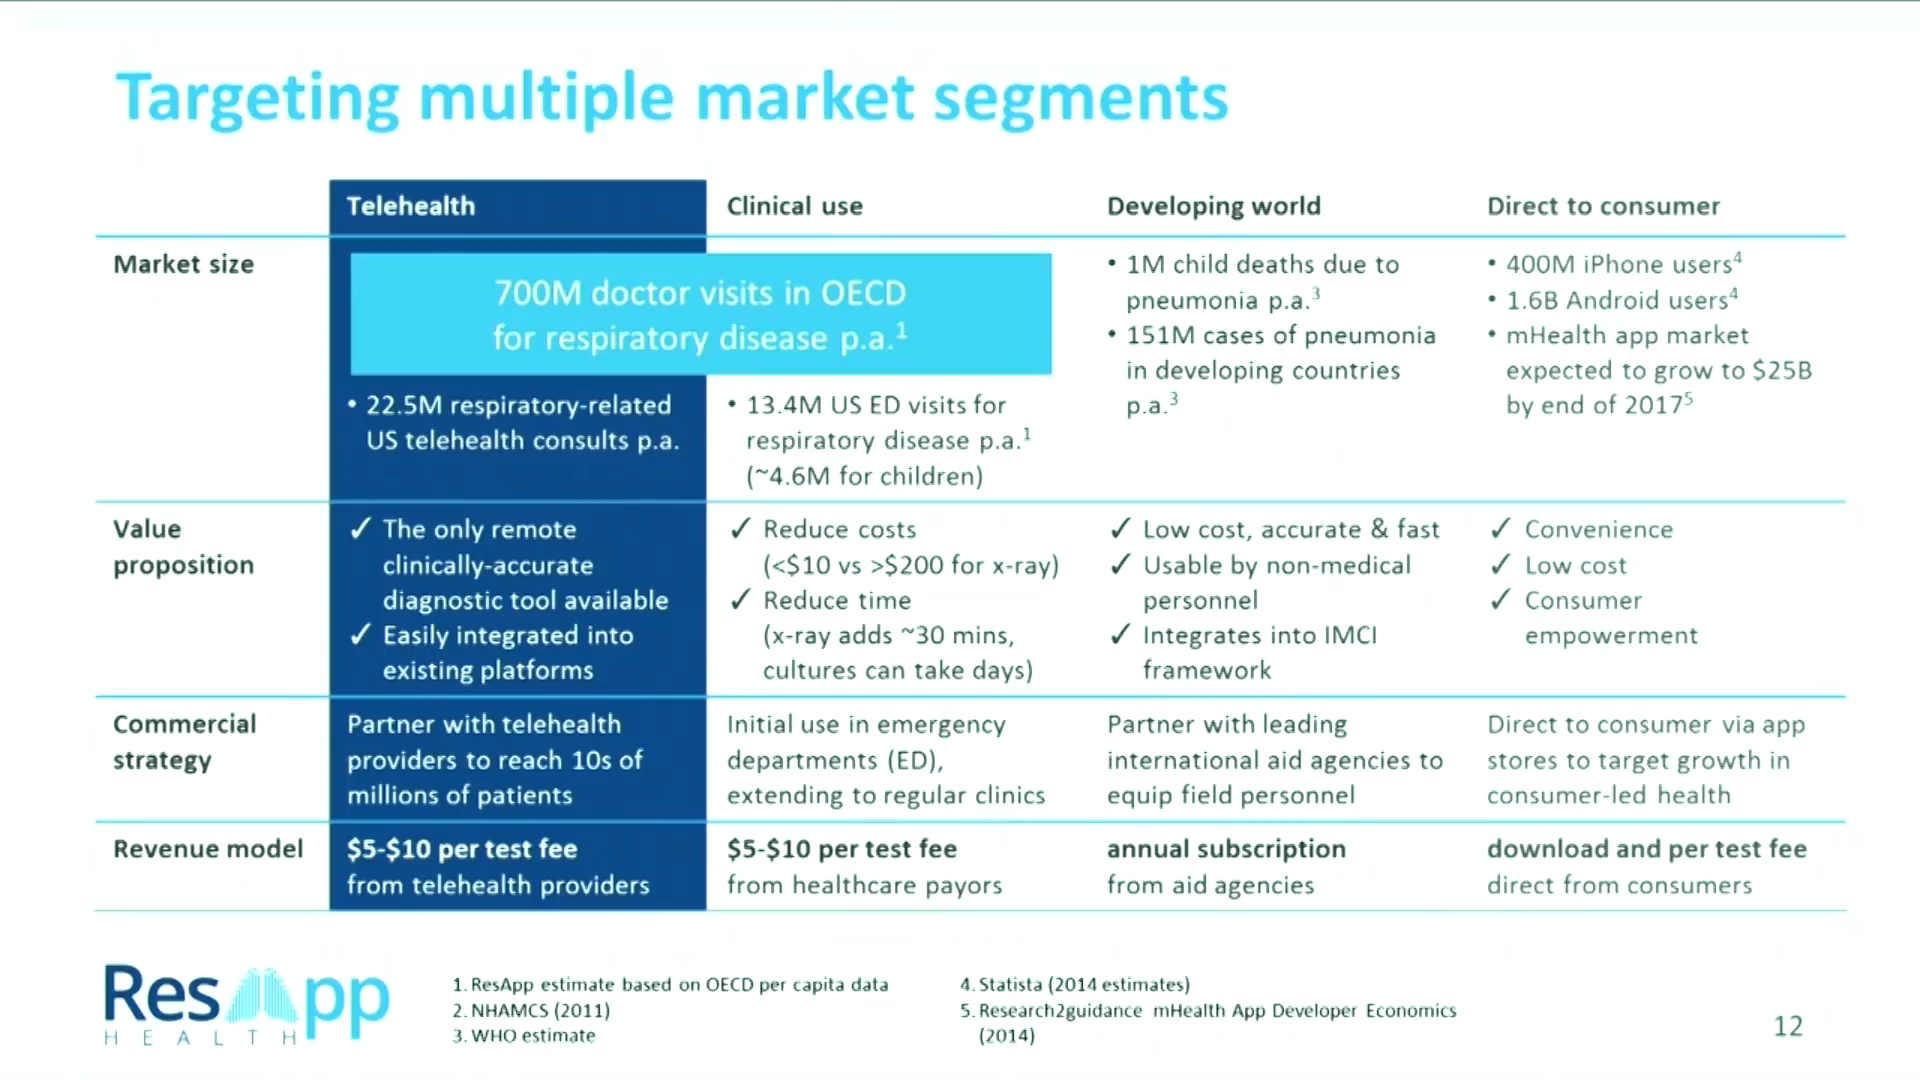 Targeting multiple market segments
Telehealth
Clinical use
Developing world
Direct to consumer
Market size
700M doctor visits in OECD
for respiratory disease p.a.¹
• 22.5M respiratory-related
US telehealth consults p.a.
• 13.4M US ED visits for
respiratory disease p.a.¹
(~4.6M for children)
• 1M child deaths due to
pneumonia p.a.³
• 151M cases of pneumonia
in developing countries
p.a.³
• 400M iPhone users⁴
• 1.6B Android users⁴
• mHealth app market
expected to grow to $25B
by end of 2017⁵
Value
proposition
✓ The only remote
clinically-accurate
diagnostic tool available
✓ Easily integrated into
existing platforms
✓ Reduce costs
(<$10 vs >$200 for x-ray)
✓ Reduce time
(x-ray adds ~30 mins,
cultures can take days)
✓ Low cost, accurate & fast
✓ Usable by non-medical
personnel
✓ Integrates into IMCI
framework
✓ Convenience
✓ Low cost
✓ Consumer
empowerment
Commercial
strategy
Partner with telehealth
providers to reach 10s of
millions of patients
Initial use in emergency
departments (ED),
extending to regular clinics
Partner with leading
international aid agencies to
equip field personnel
Direct to consumer via app
stores to target growth in
consumer-led health
Revenue model
$5-$10 per test fee
from telehealth providers
$5-$10 per test fee
from healthcare payors
annual subscription
from aid agencies
download and per test fee
direct from consumers
ResApp
HEALTH
1. ResApp estimate based on OECD per capita data
2. NHAMCS (2011)
3. WHO estimate
4. Statista (2014 estimates)
5. Research2guidance mHealth App Developer Economics
(2014)
12